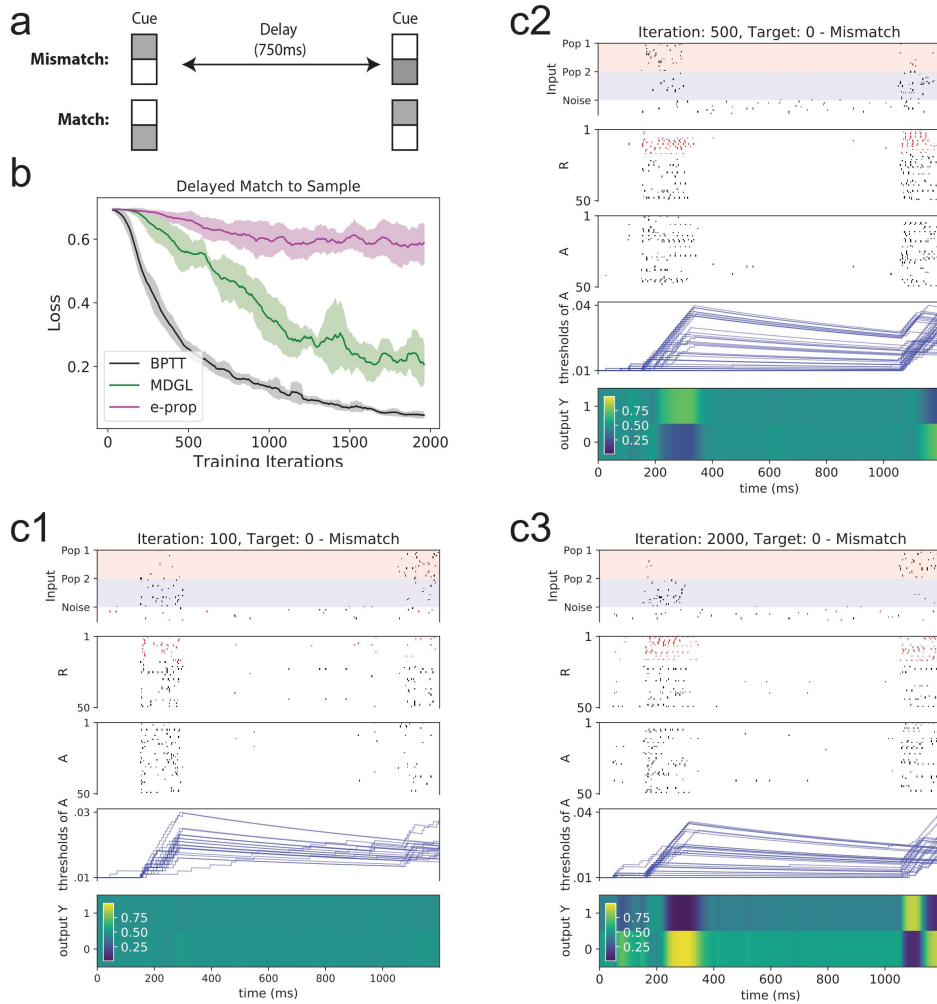 a
Cue
Cue
Delay
(750ms)
Mismatch:
Match:
b
Delayed Match to Sample
Loss
0.6
0.4
0.2
BPTT
MDGL
e-prop
0
500
1000
1500
2000
Training Iterations
c2
Iteration: 500, Target: 0 - Mismatch
Input
Pop 1
Pop 2
Noise
R
1
50
A
1
50
thresholds of A
.04
.01
output Y
1
0
0.75
0.50
0.25
0
200
400
600
800
1000
time (ms)
c1
Iteration: 100, Target: 0 - Mismatch
Input
Pop 1
Pop 2
Noise
R
1
50
A
1
50
thresholds of A
.03
.01
output Y
1
0
0.75
0.50
0.25
0
200
400
600
800
1000
time (ms)
c3
Iteration: 2000, Target: 0 - Mismatch
Input
Pop 1
Pop 2
Noise
R
1
50
A
1
50
thresholds of A
.04
.01
output Y
1
0
0.75
0.50
0.25
0
200
400
600
800
1000
time (ms)